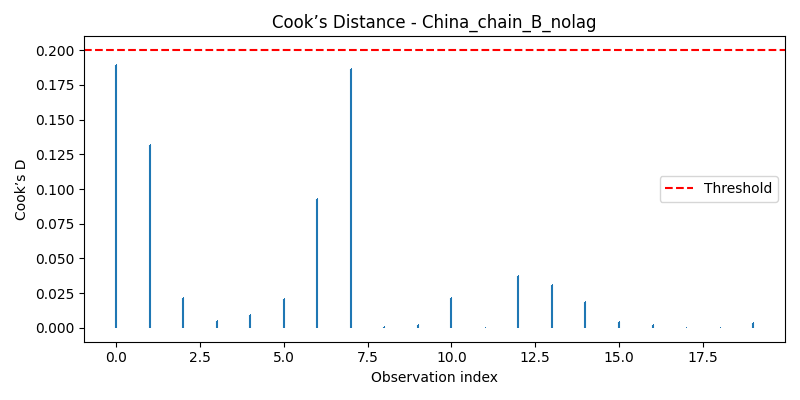 Cook’s Distance - China_chain_B_nolag
0.200
0.175
0.150
0.125
0.100
0.075
0.050
0.025
0.000
Cook’s D
Threshold
0.0 2.5 5.0 7.5 10.0 12.5 15.0 17.5
Observation index